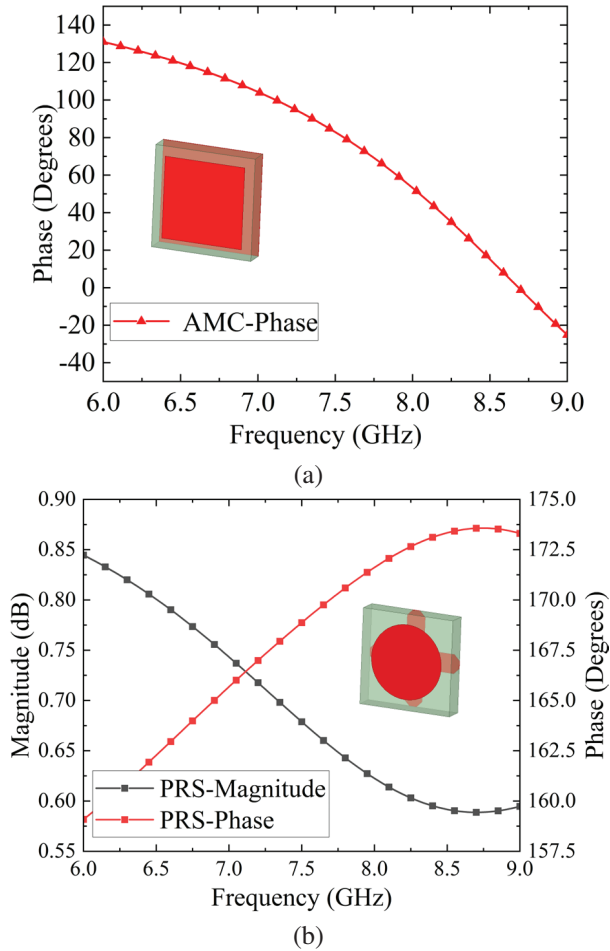 140
120
100
80
60
40
20
0
-20
-40
Phase (Degrees)
AMC-Phase
6.0 6.5 7.0 7.5 8.0 8.5 9.0
Frequency (GHz)
(a)
0.90
0.85
0.80
0.75
0.70
0.65
0.60
0.55
Magnitude (dB)
175.0
172.5
170.0
167.5
165.0
162.5
160.0
157.5
Phase (Degrees)
PRS-Magnitude
PRS-Phase
6.0 6.5 7.0 7.5 8.0 8.5 9.0
Frequency (GHz)
(b)